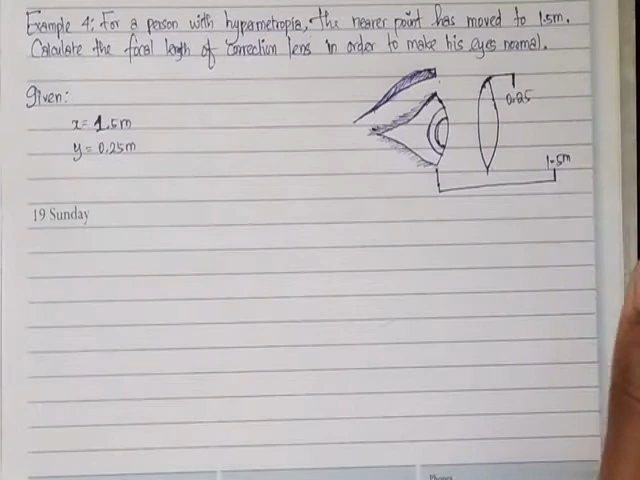 Example 4: For a person with hypermetropia, the nearer point has moved to 1.5m.
Calculate the focal length of correction lens in order to make his eyes normal.
Given:
0.25
x = 1.5m
y = 0.25m
1.5m
19 Sunday
Phones